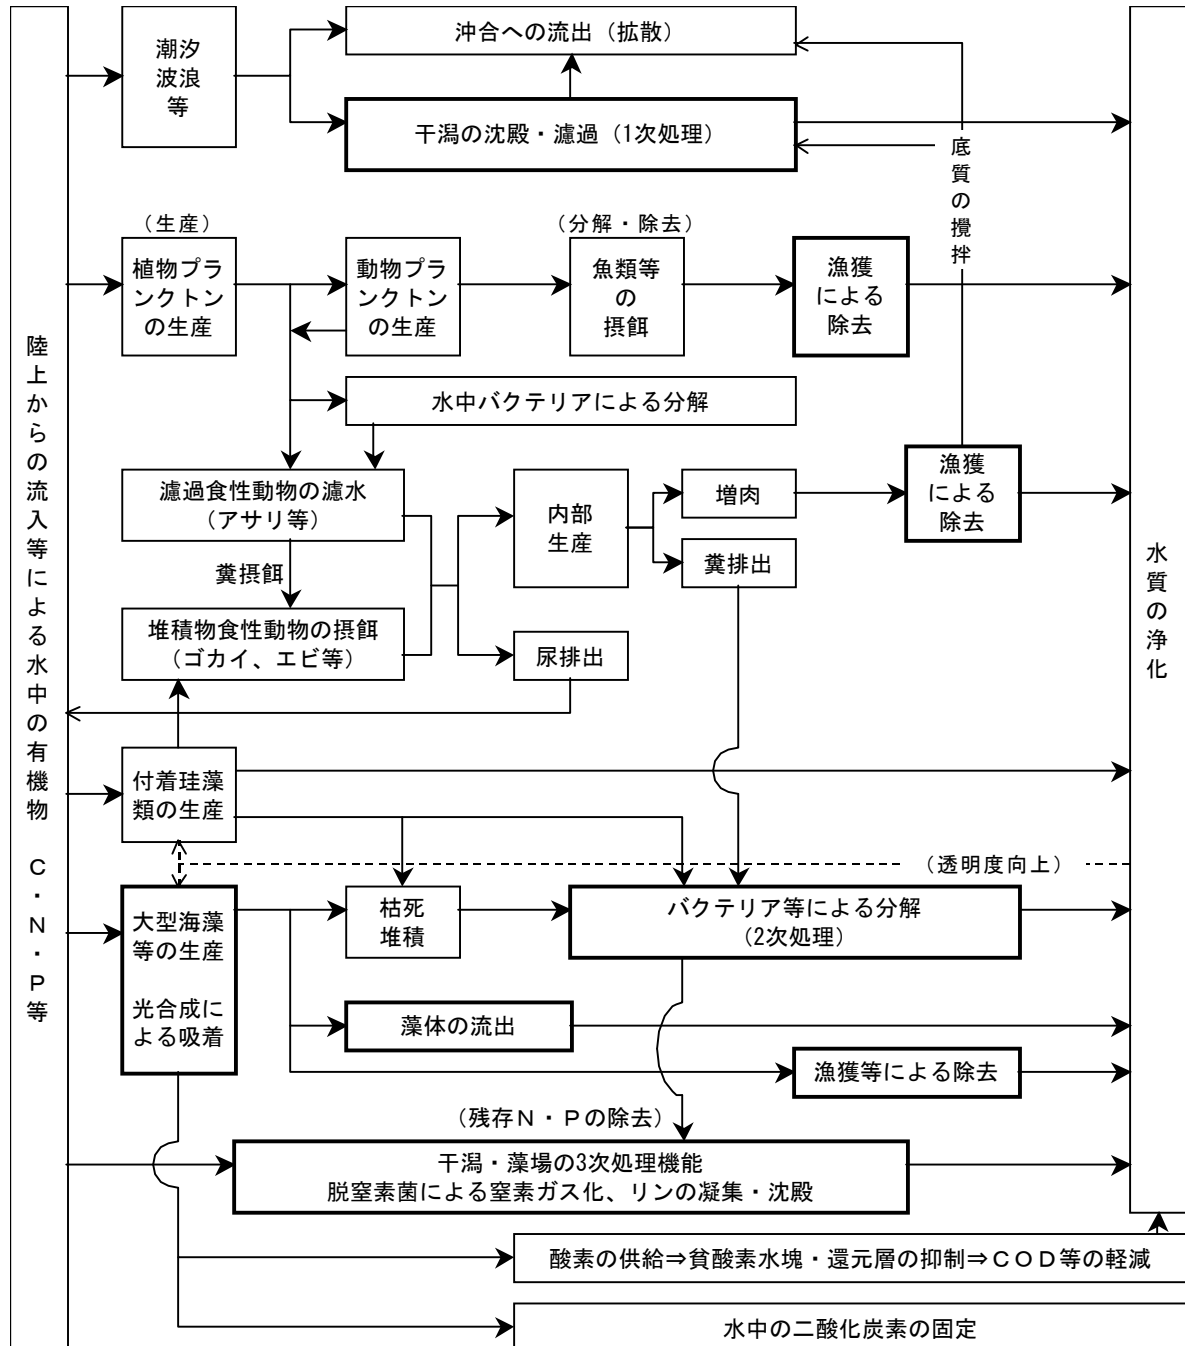 陸上からの流入等による水中の有機物 C・N・P等
潮汐
波浪
等
沖合への流出(拡散)
干潟の沈殿・濾過(1次処理)
底質の攪拌
(生産)
植物プラ
ンクトン
の生産
動物プラ
ンクトン
の生産
(分解・除去)
魚類等
の
摂餌
漁獲
による
除去
水中バクテリアによる分解
濾過食性動物の濾水
(アサリ等)
糞摂餌
堆積物食性動物の摂餌
(ゴカイ、エビ等)
内部
生産
増肉
糞排出
尿排出
漁獲
による
除去
付着珪藻
類の生産
(透明度向上)
大型海藻
等の生産
光合成に
よる吸着
枯死
堆積
バクテリア等による分解
(2次処理)
藻体の流出
漁獲等による除去
(残存N・Pの除去)
干潟・藻場の3次処理機能
脱窒素菌による窒素ガス化、リンの凝集・沈殿
酸素の供給⇒貧酸素水塊・還元層の抑制⇒COD等の軽減
水中の二酸化炭素の固定
水質の浄化